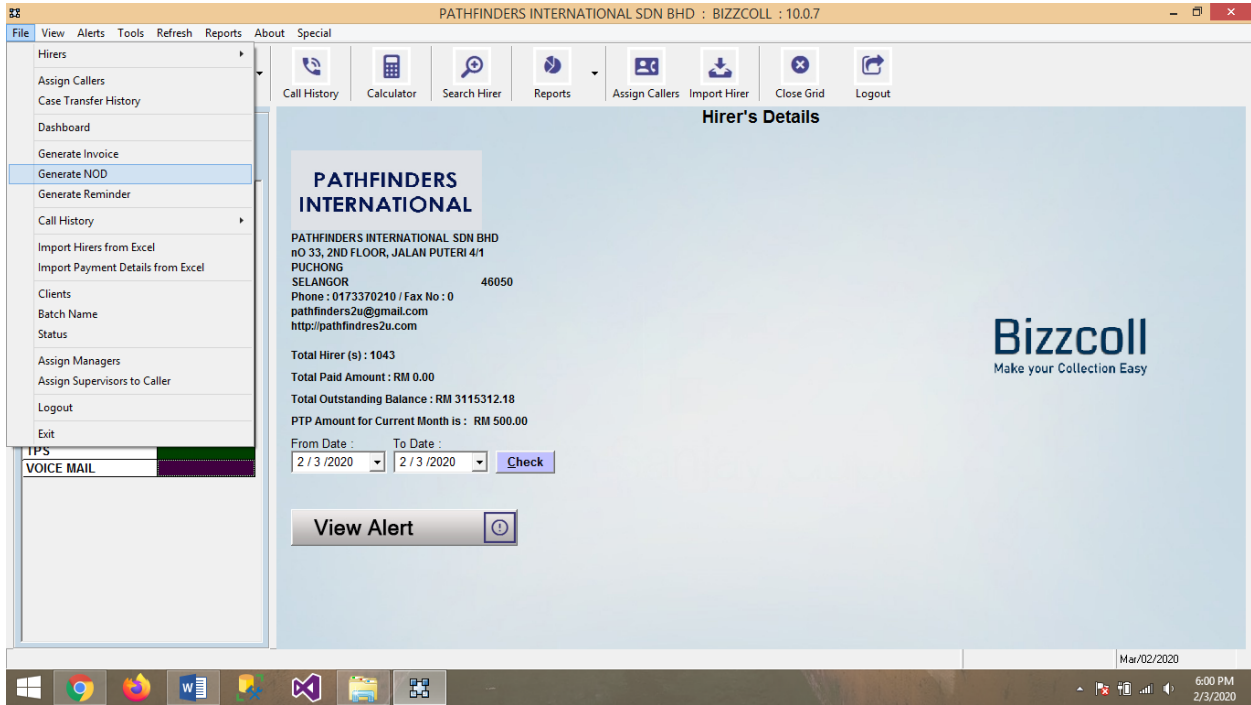 PATHFINDERS INTERNATIONAL SDN BHD : BIZZCOLL : 10.0.7
File View Alerts Tools Refresh Reports About Special
Hirers
Assign Callers
Case Transfer History
Dashboard
Generate Invoice
Generate NOD
Generate Reminder
Call History
Import Hirers from Excel
Import Payment Details from Excel
Clients
Batch Name
Status
Assign Managers
Assign Supervisors to Caller
Logout
Exit
TPS
VOICE MAIL
Call History Calculator Search Hirer Reports Assign Callers Import Hirer Close Grid Logout
Hirer's Details
PATHFINDERS
INTERNATIONAL
PATHFINDERS INTERNATIONAL SDN BHD
nO 33, 2ND FLOOR, JALAN PUTERI 4/1
PUCHONG
SELANGOR 46050
Phone : 0173370210 / Fax No : 0
pathfinders2u@gmail.com
http://pathfindres2u.com
Total Hirer (s) : 1043
Total Paid Amount : RM 0.00
Total Outstanding Balance : RM 3115312.18
PTP Amount for Current Month is : RM 500.00
From Date : To Date :
2 / 3 /2020 2 / 3 /2020 Check
View Alert
Bizzcoll
Make your Collection Easy
Mar/02/2020
6:00 PM
2/3/2020